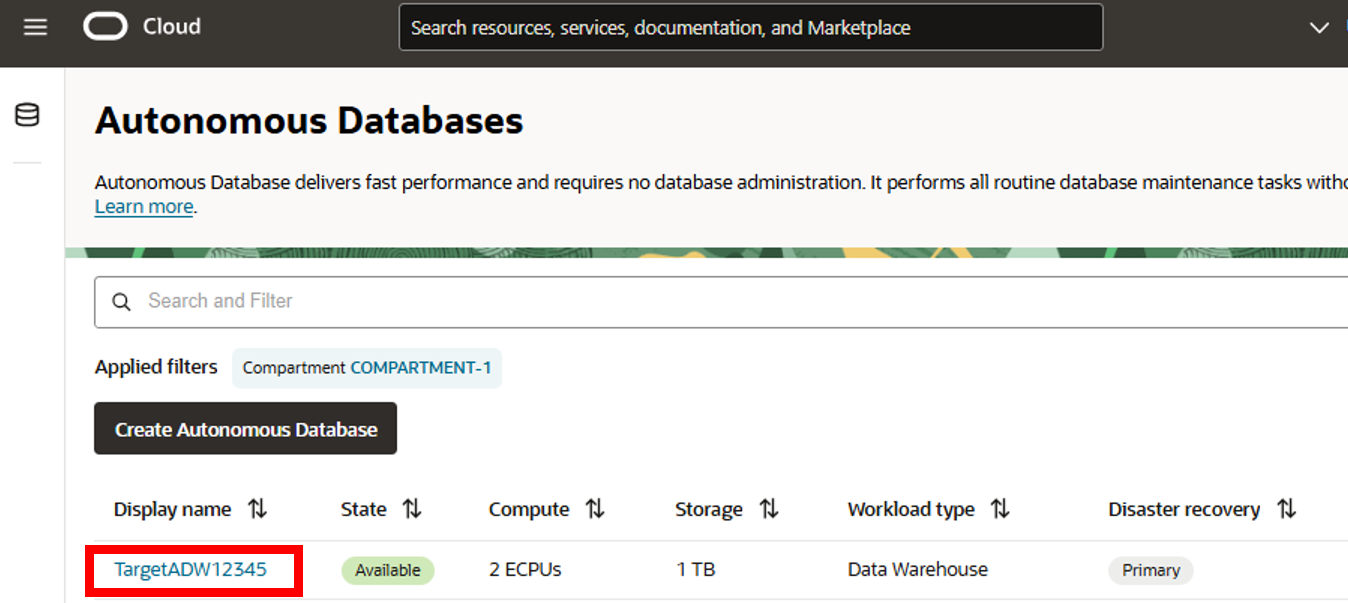 Cloud
Search resources, services, documentation, and Marketplace
Autonomous Databases
Autonomous Database delivers fast performance and requires no database administration. It performs all routine database maintenance tasks
Learn more.
Search and Filter
Applied filters Compartment COMPARTMENT-1
Create Autonomous Database
Display name State Compute Storage Workload type Disaster recovery
TargetADW12345 Available 2 ECPUs 1 TB Data Warehouse Primary